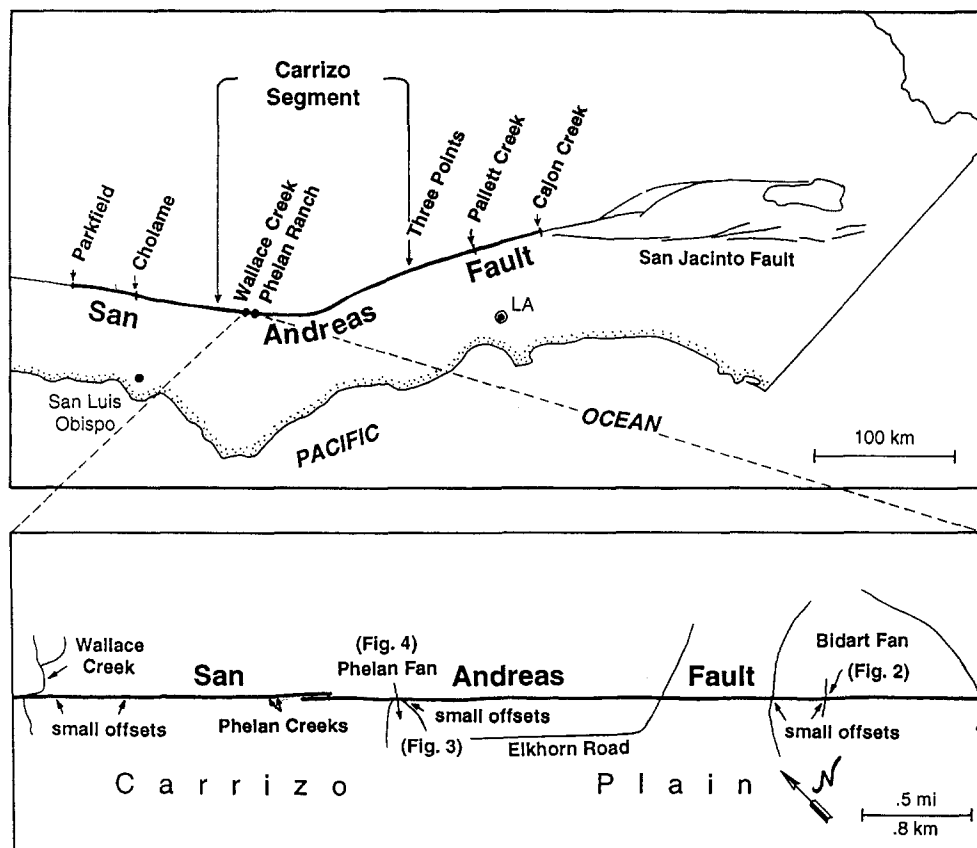 Carrizo
Segment
Parkfield
Cholame
Wallace Creek
Phelan Ranch
Three Points
Pallett Creek
Cajon Creek
San Jacinto Fault
San
Andreas
Fault
LA
San Luis
Obispo
PACIFIC
OCEAN
100 km
Wallace
Creek
San
(Fig. 4)
Phelan Fan
Andreas
Fault
Bidart Fan
(Fig. 2)
small offsets
Phelan Creeks
small offsets
(Fig. 3)
Elkhorn Road
small offsets
Carrizo
Plain
N
.5 mi
.8 km